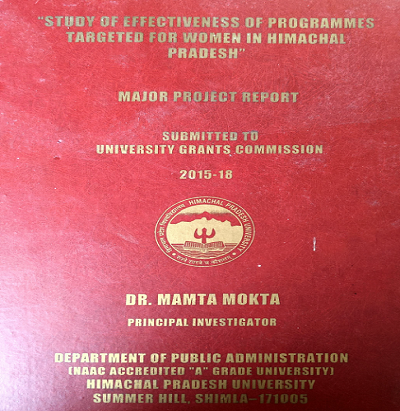 "STUDY OF EFFECTIVENESS OF PROGRAMMES
TARGETED FOR WOMEN IN HIMACHAL
PRADESH"
MAJOR PROJECT REPORT
SUBMITTED TO
UNIVERSITY GRANTS COMMISSION
2015-18
HIMACHAL PRADESH UNIVERSITY
DR. MAMTA MOKTA
PRINCIPAL INVESTIGATOR
DEPARTMENT OF PUBLIC ADMINISTRATION
(NAAC ACCREDITED "A" GRADE UNIVERSITY)
HIMACHAL PRADESH UNIVERSITY
SUMMER HILL, SHIMLA-171005